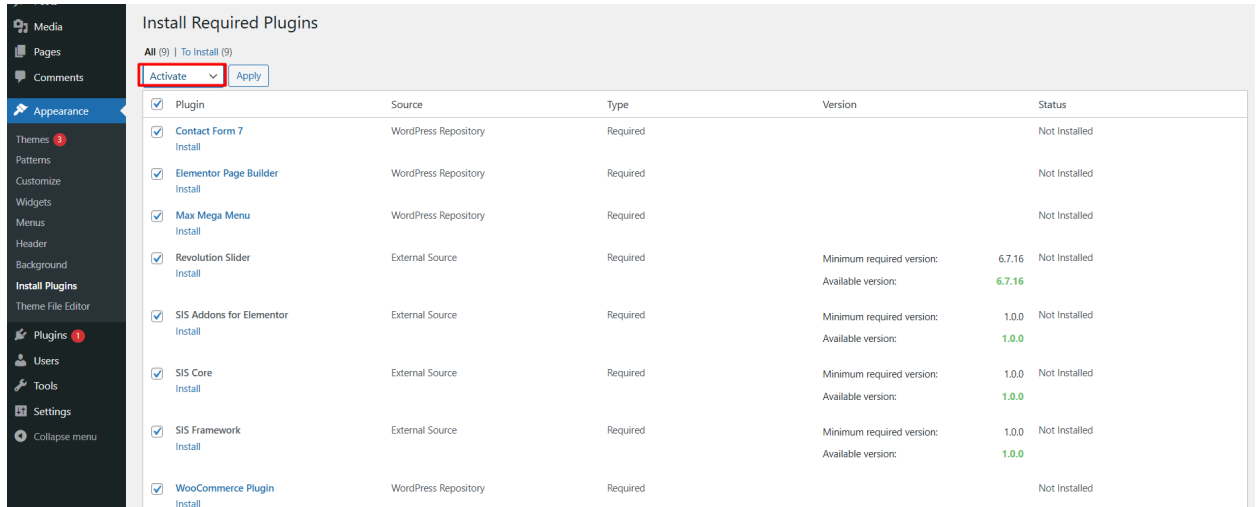 Media
Pages
Comments
Appearance
Themes 3
Patterns
Customize
Widgets
Menus
Header
Background
Install Plugins
Theme File Editor
Plugins 1
Users
Tools
Settings
Collapse menu
Install Required Plugins
All (9) | To Install (9)
Activate Apply
Plugin Source Type Version Status
Contact Form 7 WordPress Repository Required Not Installed
Install
Elementor Page Builder WordPress Repository Required Not Installed
Install
Max Mega Menu WordPress Repository Required Not Installed
Install
Revolution Slider External Source Required Minimum required version: 6.7.16 Not Installed
Install
Available version: 6.7.16
SIS Addons for Elementor External Source Required Minimum required version: 1.0.0 Not Installed
Install
Available version: 1.0.0
SIS Core External Source Required Minimum required version: 1.0.0 Not Installed
Install
Available version: 1.0.0
SIS Framework External Source Required Minimum required version: 1.0.0 Not Installed
Install
Available version: 1.0.0
WooCommerce Plugin WordPress Repository Required Not Installed
Install